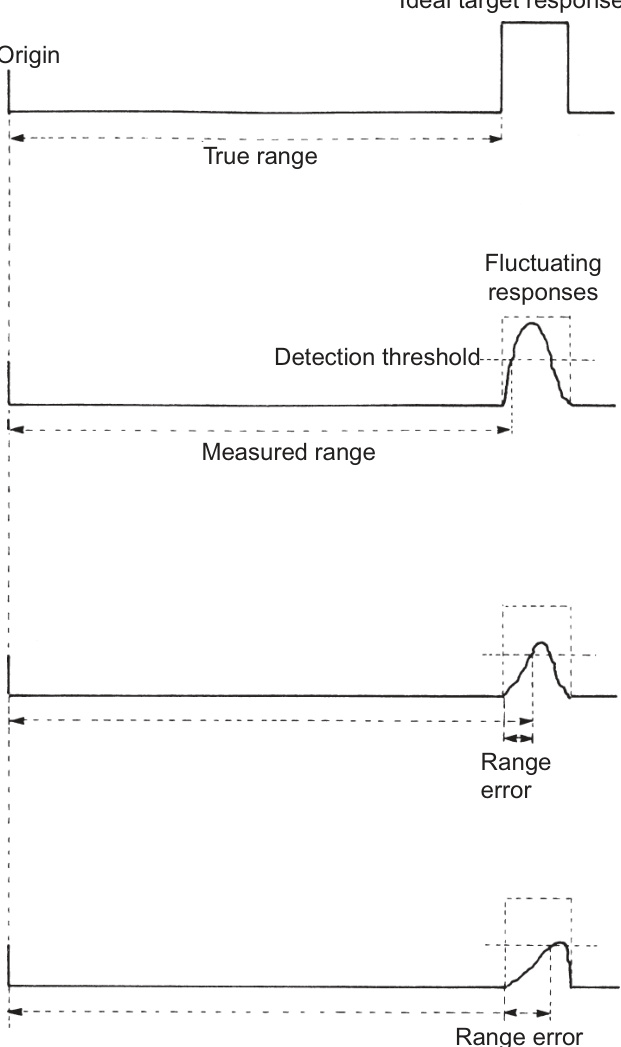 Ideal target response
Origin
True range
Fluctuating
responses
Detection threshold
Measured range
Range
error
Range error